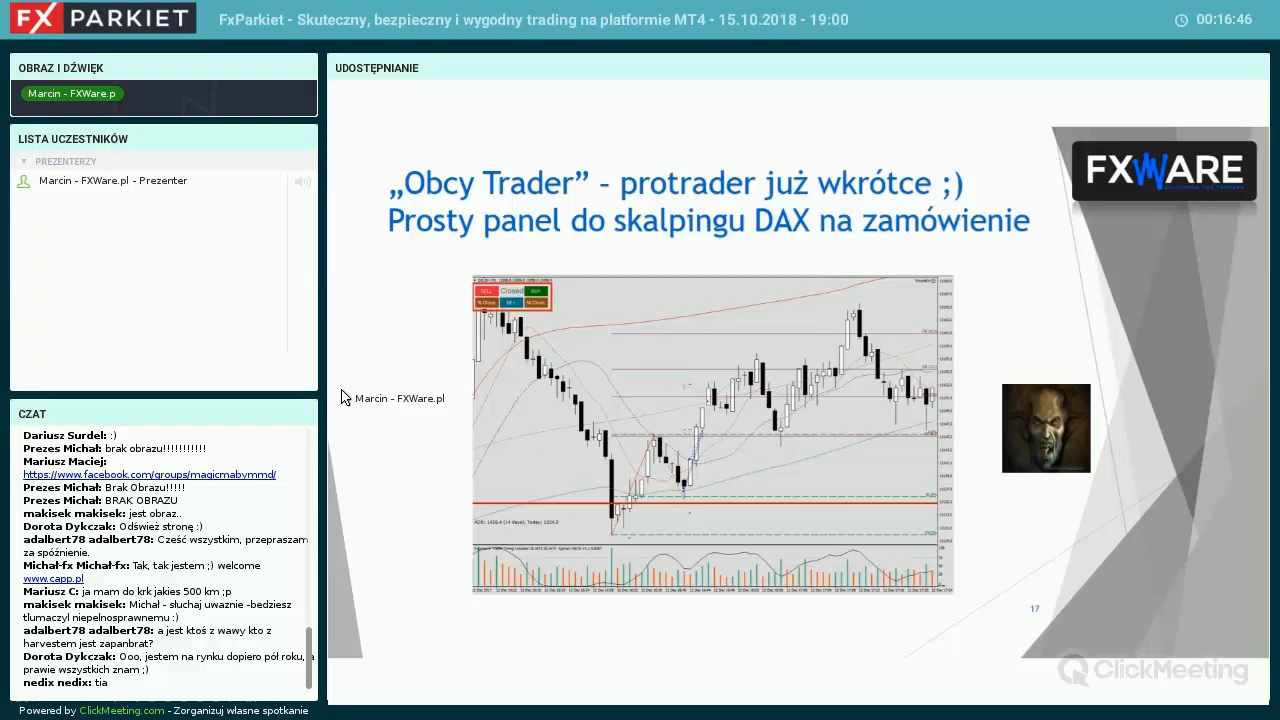 FX PARKIET
FxParkiet - Skuteczny, bezpieczny i wygodny trading na platformie MT4 - 15.10.2018 - 19:00
00:16:46
OBRAZ I DŹWIĘK
Marcin - FXWare.p
LISTA UCZESTNIKÓW
PREZENTERZY
Marcin - FXWare.pl - Prezenter
CZAT
Dariusz Surdel: :)
Prezes Michał: brak obrazu!!!!!!!!!!
Mariusz Maciej:
https://www.facebook.com/groups/magicmabymmd/
Prezes Michał: Brak Obrazu!!!!!
Prezes Michał: BRAK OBRAZU
makisek makisek: jest obraz..
Dorota Dykczak: Odśwież stronę :)
adalbert78 adalbert78: Cześć wszystkim, przepraszam
za spóźnienie.
Michał-fx Michał-fx: Tak, tak jestem ;) welcome
www.capp.pl
Mariusz C: ja mam do krk jakies 500 km ;p
makisek makisek: Michał - słuchaj uwaznie -bedziesz
tlumaczyl niepelnosprawnemu :)
adalbert78 adalbert78: a jest ktoś z wawy kto z
harvestem jest zapanbrat?
Dorota Dykczak: Ooo, jestem na rynku dopiero pół roku, a
prawie wszystkich znam ;)
nedix nedix: tia
Powered by ClickMeeting.com - Zorganizuj własne spotkanie
UDOSTĘPNIANIE
FXWARE
„Obcy Trader” – protrader już wkrótce ;)
Prosty panel do skalpingu DAX na zamówienie
SELL Closed BUY
% Close BE+ All Close
Marcin - FXWare.pl
17
ClickMeeting